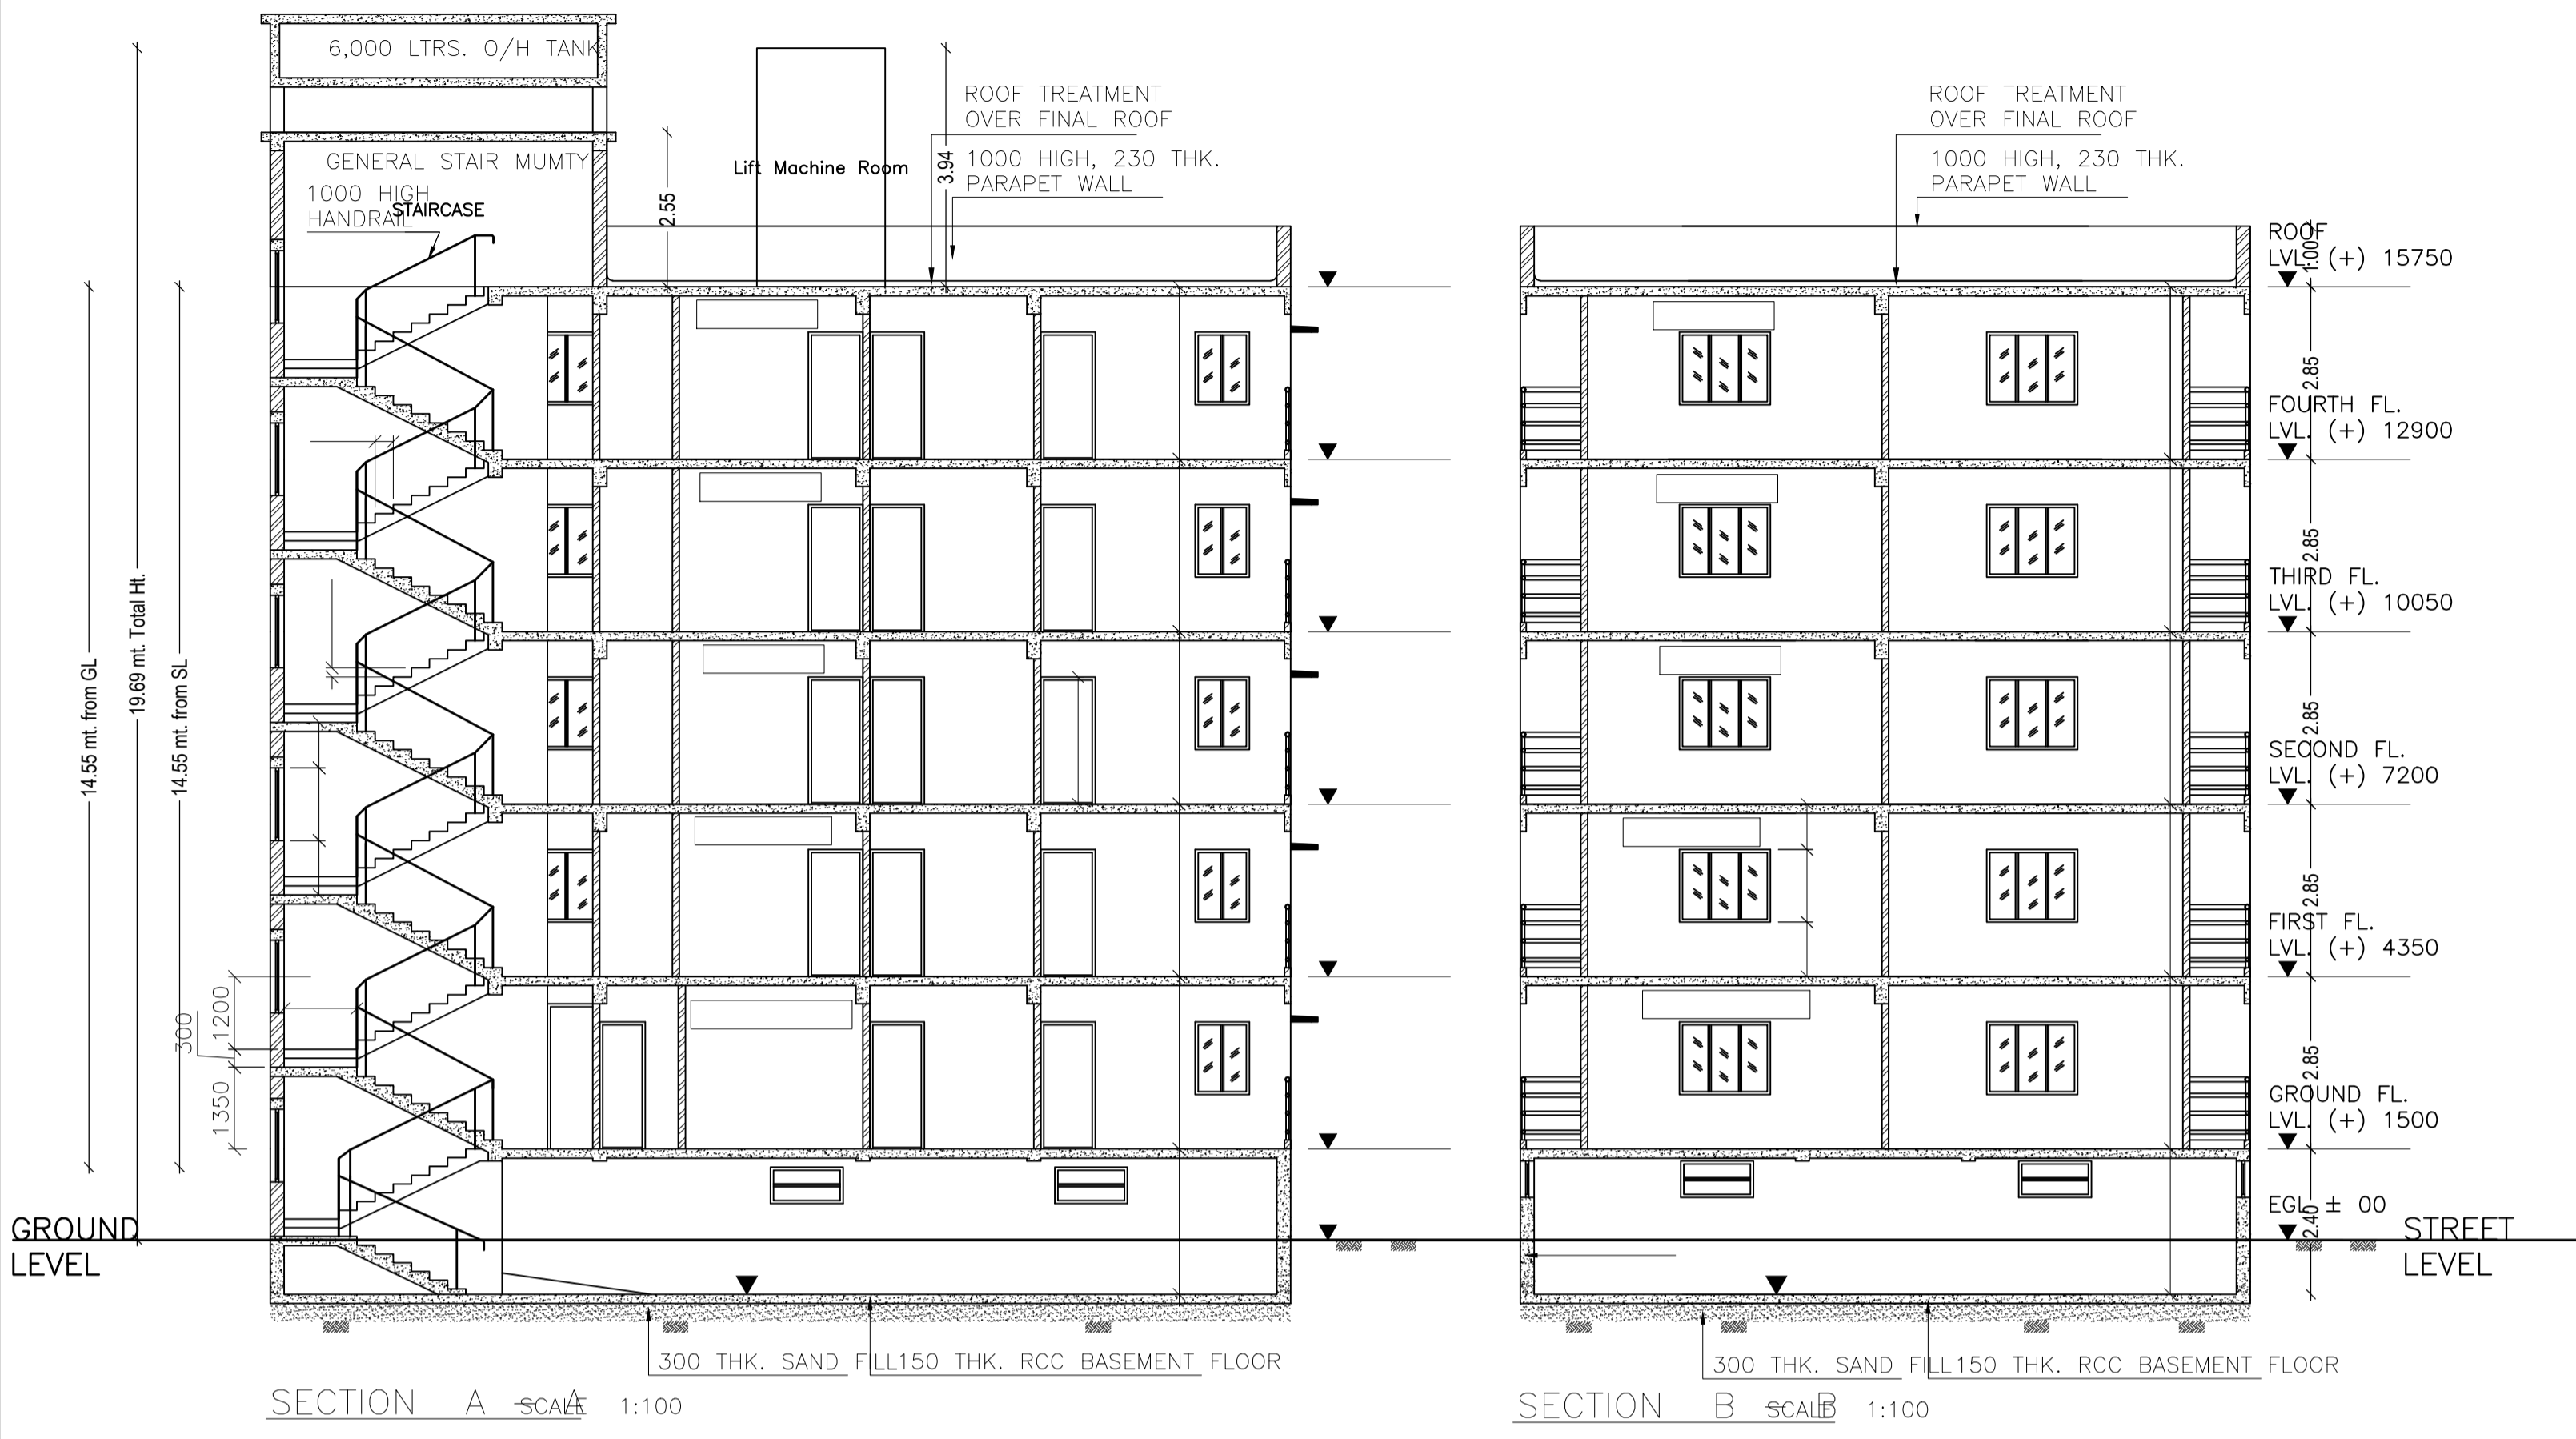 6,000 LTRS. O/H TANK
GENERAL STAIR MUMTY
1000 HIGH
HANDRAIL
STAIRCASE
2.55
Lift Machine Room
3.94
ROOF TREATMENT
OVER FINAL ROOF
1000 HIGH, 230 THK.
PARAPET WALL
14.55 mt. from GL
19.69 mt. Total Ht.
14.55 mt. from SL
300
1200
1350
GROUND
LEVEL
300 THK. SAND FILL
150 THK. RCC BASEMENT FLOOR
SECTION A - A
SCALE 1:100
ROOF TREATMENT
OVER FINAL ROOF
1000 HIGH, 230 THK.
PARAPET WALL
ROOF
LVL. (+) 15750
1.00
2.85
FOURTH FL.
LVL. (+) 12900
2.85
THIRD FL.
LVL. (+) 10050
2.85
SECOND FL.
LVL. (+) 7200
2.85
FIRST FL.
LVL. (+) 4350
2.85
GROUND FL.
LVL. (+) 1500
EGL ± 00
2.40
STREET
LEVEL
300 THK. SAND FILL
150 THK. RCC BASEMENT FLOOR
SECTION B - B
SCALE 1:100